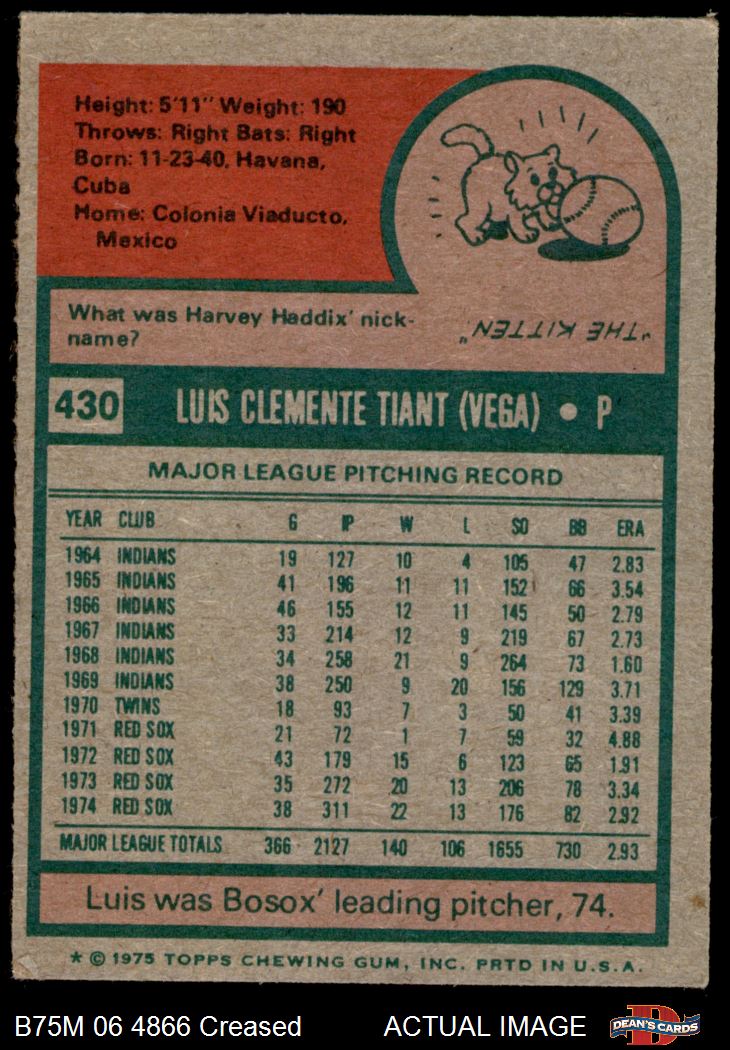 Height: 5'11" Weight: 190
Throws: Right Bats: Right
Born: 11-23-40, Havana,
Cuba
Home: Colonia Viaducto,
Mexico
What was Harvey Haddix' nick-
name?
"THE KITTEN"
430 LUIS CLEMENTE TIANT (VEGA) • P
MAJOR LEAGUE PITCHING RECORD
YEAR CLUB G IP W L SO BB ERA
1964 INDIANS 19 127 10 4 105 47 2.83
1965 INDIANS 41 196 11 11 152 66 3.54
1966 INDIANS 46 155 12 11 145 50 2.79
1967 INDIANS 33 214 12 9 219 67 2.73
1968 INDIANS 34 258 21 9 264 73 1.60
1969 INDIANS 38 250 9 20 156 129 3.71
1970 TWINS 18 93 7 3 50 41 3.39
1971 RED SOX 21 72 1 7 59 32 4.88
1972 RED SOX 43 179 15 6 123 65 1.91
1973 RED SOX 35 272 20 13 206 78 3.34
1974 RED SOX 38 311 22 13 176 82 2.92
MAJOR LEAGUE TOTALS 366 2127 140 106 1655 730 2.93
Luis was Bosox' leading pitcher, 74.
* © 1975 TOPPS CHEWING GUM, INC. PRTD IN U.S.A.
B75M 06 4866 Creased ACTUAL IMAGE
D
DEAN'S CARDS